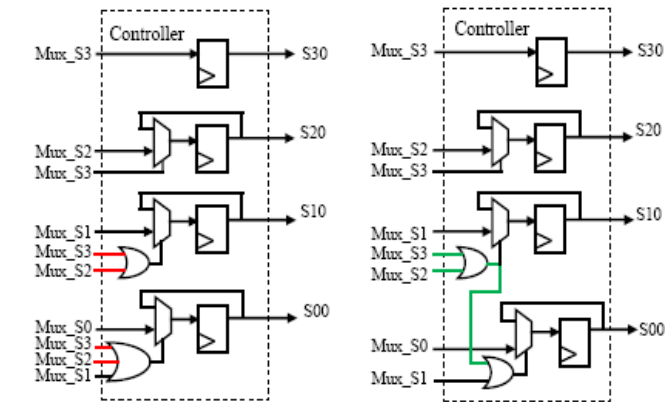 Controller
Mux_S3
S30
Mux_S2
Mux_S3
S20
Mux_S1
Mux_S3
Mux_S2
S10
Mux_S0
Mux_S3
Mux_S2
Mux_S1
S00
Controller
Mux_S3
S30
Mux_S2
Mux_S3
S20
Mux_S1
Mux_S3
Mux_S2
S10
Mux_S0
Mux_S1
S00